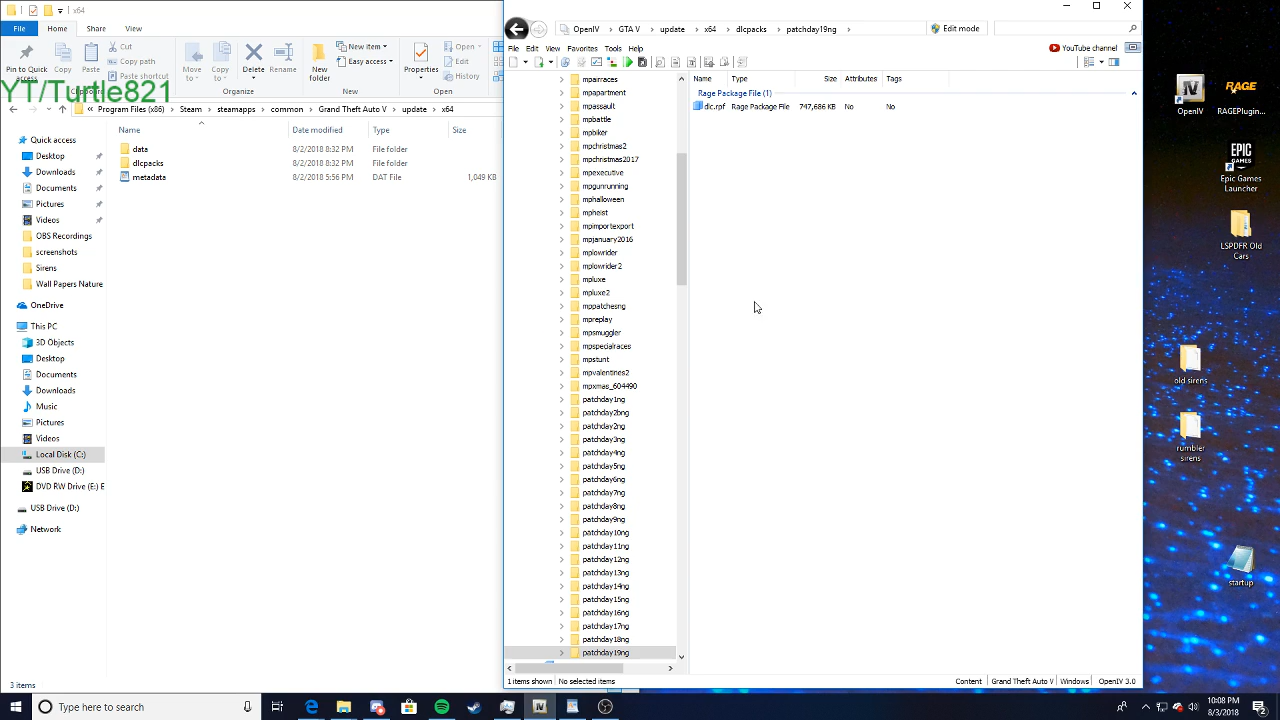 x64
File
Home
Share
View
Pin to Quick access
Copy
Paste
Cut
Copy path
Paste shortcut
Move to
Copy to
Delete
Rename
New folder
New item
Easy access
Properties
Open
Edit
History
Organize
New
Open
YT/Turtle821
Program Files (x86) > Steam > steamapps > common > Grand Theft Auto V > update > x64
Name Date modified Type Size
data 8/2/2018 8:32 PM File folder
dlcpacks 8/2/2018 8:32 PM File folder
metadata 8/2/2018 5:56 PM DAT File 1,049 KB
Quick access
Desktop
Downloads
Documents
Pictures
Videos
OBS Recordings
screenshots
Sirens
Wall Papers Nature
OneDrive
This PC
3D Objects
Desktop
Documents
Downloads
Music
Pictures
Videos
Local Disk (C:)
USB Drive (D:)
DVD RW Drive (E:) E
USB Drive (D:)
Network
3 items
OpenIV > GTA V > update > x64 > dlcpacks > patchday19ng >
Edit mode
File Edit View Favorites Tools Help
YouTube channel
mpairraces
mpapartment
mpassault
mpbattle
mpbiker
mpchristmas2
mpchristmas2017
mpexecutive
mpgunrunning
mphalloween
mpheist
mpimportexport
mpjanuary2016
mplowrider
mplowrider2
mpluxe
mpluxe2
mppatchesng
mpreplay
mpsmuggler
mpspecialraces
mpstunt
mpvalentines2
mpxmas_604490
patchday1ng
patchday2bng
patchday2ng
patchday3ng
patchday4ng
patchday5ng
patchday6ng
patchday7ng
patchday8ng
patchday9ng
patchday10ng
patchday11ng
patchday12ng
patchday13ng
patchday14ng
patchday15ng
patchday16ng
patchday17ng
patchday18ng
patchday19ng
Name Type Size Attributes Tags
Rage Package File (1)
dlc.rpf Rage Package File 747,686 KB No No
1 items shown No selected items
Content Grand Theft Auto V Windows OpenIV 3.0
OpenIV
RAGE
RAGEPlugin...
EPIC GAMES
Epic Games Launcher
LSPDFR Old Cars
old sirens
rumbler sirens
startup
Type here to search
10:08 PM
8/3/2018
2